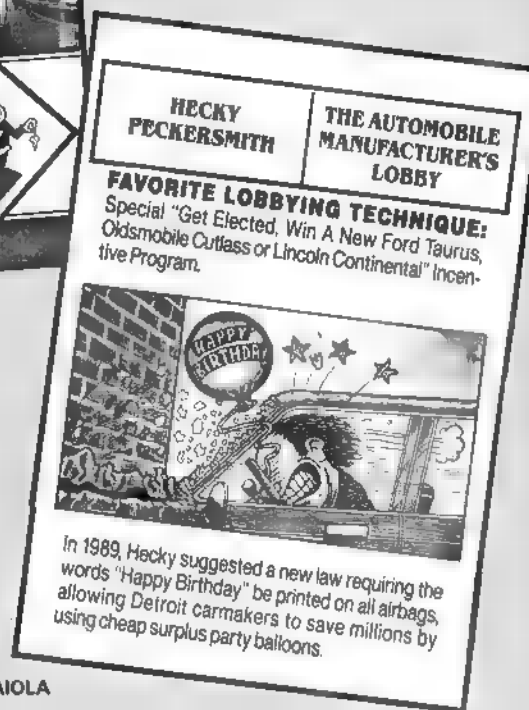 HECKY
PECKERSMITH
THE AUTOMOBILE
MANUFACTURER'S
LOBBY
FAVORITE LOBBYING TECHNIQUE:
Special "Get Elected, Win A New Ford Taurus,
Oldsmobile Cutlass or Lincoln Continental" Incen-
tive Program.
HAPPY
BIRTHDAY
In 1989, Hecky suggested a new law requiring the
words "Happy Birthday" be printed on all airbags,
allowing Detroit carmakers to save millions by
using cheap surplus party balloons.
AIOLA